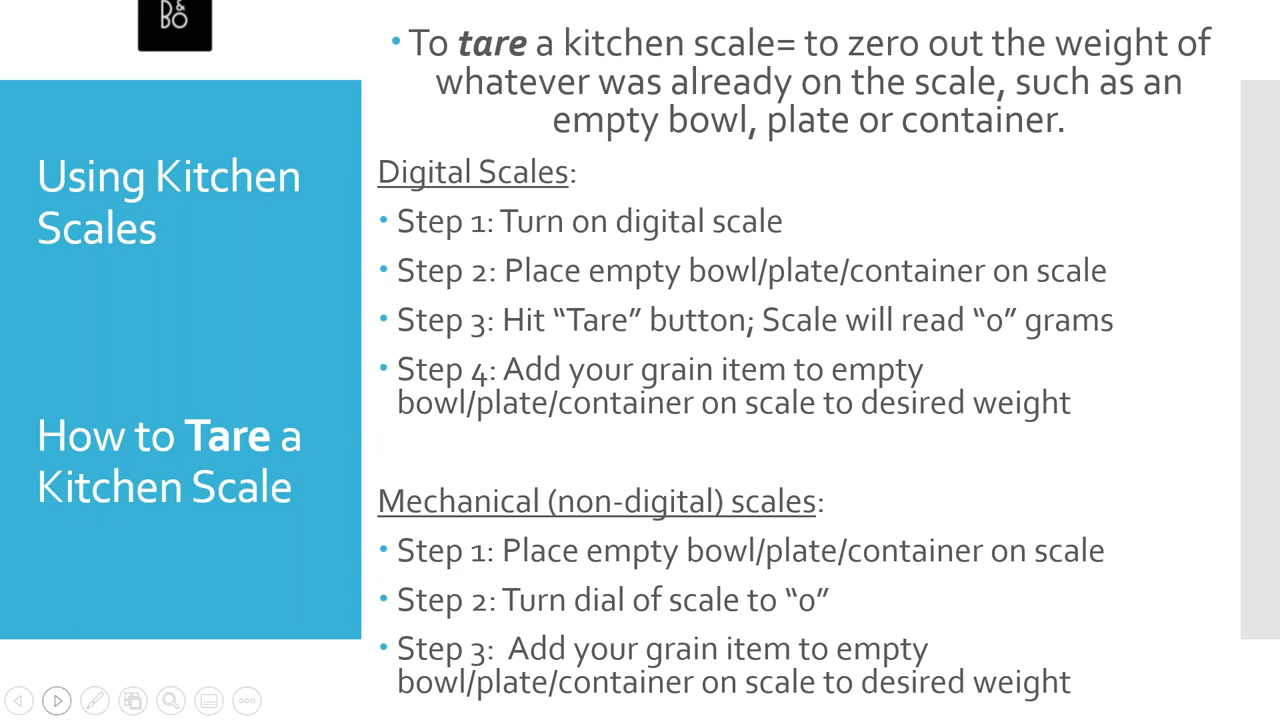 B&
BO
Using Kitchen
Scales
How to Tare a
Kitchen Scale
• To tare a kitchen scale= to zero out the weight of
whatever was already on the scale, such as an
empty bowl, plate or container.
Digital Scales:
• Step 1: Turn on digital scale
• Step 2: Place empty bowl/plate/container on scale
• Step 3: Hit “Tare” button; Scale will read “0” grams
• Step 4: Add your grain item to empty
bowl/plate/container on scale to desired weight
Mechanical (non-digital) scales:
• Step 1: Place empty bowl/plate/container on scale
• Step 2: Turn dial of scale to “0”
• Step 3:  Add your grain item to empty
bowl/plate/container on scale to desired weight